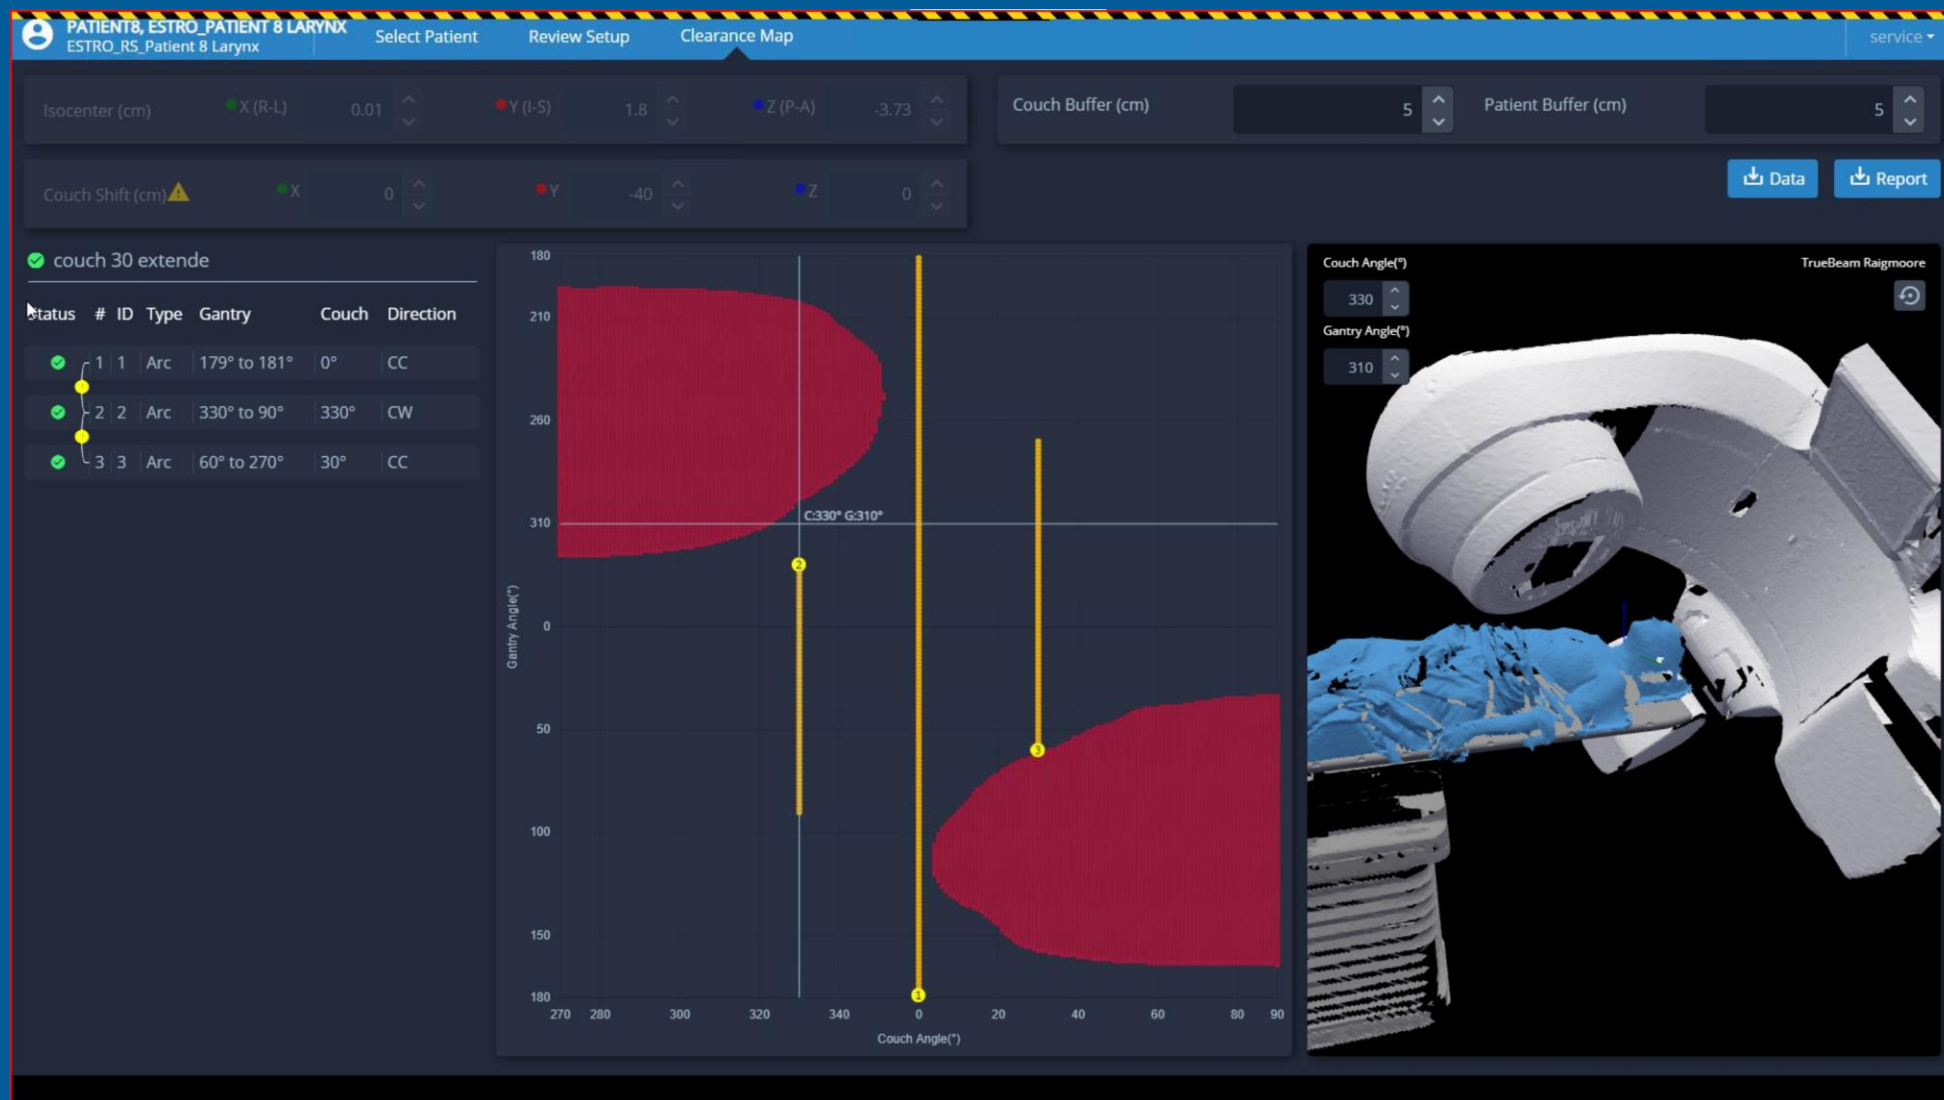 PATIENT8, ESTRO_PATIENT 8 LARYNX
ESTRO_RS_Patient 8 Larynx
Select Patient
Review Setup
Clearance Map
service
Isocenter (cm) X (R-L) 0.01 Y (I-S) 1.8 Z (P-A) -3.73
Couch Buffer (cm) 5 Patient Buffer (cm) 5
Couch Shift (cm) X 0 Y -40 Z 0
Data
Report
couch 30 extende
Status # ID Type Gantry Couch Direction
1 1 Arc 179° to 181° 0° CC
2 2 Arc 330° to 90° 330° CW
3 3 Arc 60° to 270° 30° CC
180
210
260
310
0
50
100
150
180
Gantry Angle(°)
C:330° G:310°
2
3
1
270 280 300 320 340 0 20 40 60 80 90
Couch Angle(°)
Couch Angle(°)
330
Gantry Angle(°)
310
TrueBeam Raigmoore